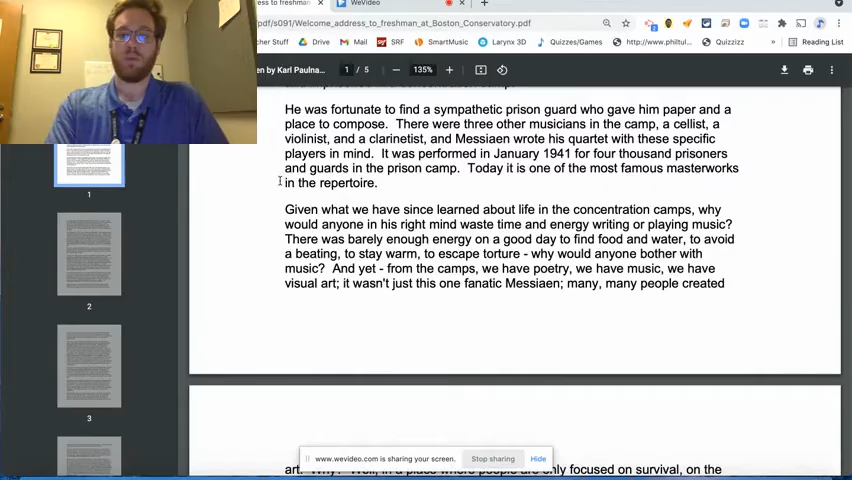 ss to freshman
WeVideo
pdf/s091/Welcome_address_to_freshman_at_Boston_Conservatory.pdf
cher Stuff
Drive
Mail
SRF
SmartMusic
Larynx 3D
Quizzes/Games
http://www.philtul...
Quizzizz
Reading List
en by Karl Paulna...
1 / 5
135%
He was fortunate to find a sympathetic prison guard who gave him paper and a
place to compose. There were three other musicians in the camp, a cellist, a
violinist, and a clarinetist, and Messiaen wrote his quartet with these specific
players in mind. It was performed in January 1941 for four thousand prisoners
and guards in the prison camp. Today it is one of the most famous masterworks
in the repertoire.
Given what we have since learned about life in the concentration camps, why
would anyone in his right mind waste time and energy writing or playing music?
There was barely enough energy on a good day to find food and water, to avoid
a beating, to stay warm, to escape torture - why would anyone bother with
music? And yet - from the camps, we have poetry, we have music, we have
visual art; it wasn't just this one fanatic Messiaen; many, many people created
1
2
3
www.wevideo.com is sharing your screen.
Stop sharing
Hide
art. Why? Well, in a place where people are only focused on survival, on the